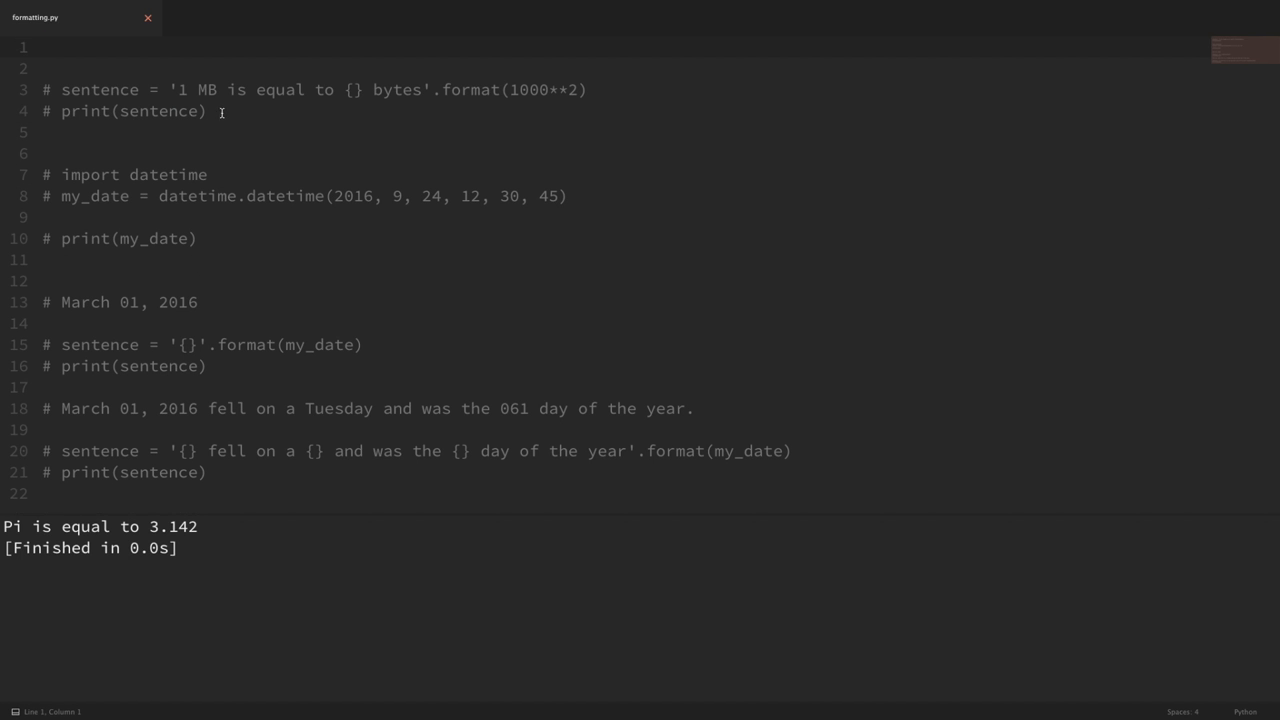 formatting.py
1
2
3 # sentence = '1 MB is equal to {} bytes'.format(1000**2)
4 # print(sentence)
5
6
7 # import datetime
8 # my_date = datetime.datetime(2016, 9, 24, 12, 30, 45)
9
10 # print(my_date)
11
12
13 # March 01, 2016
14
15 # sentence = '{}'.format(my_date)
16 # print(sentence)
17
18 # March 01, 2016 fell on a Tuesday and was the 061 day of the year.
19
20 # sentence = '{} fell on a {} and was the {} day of the year'.format(my_date)
21 # print(sentence)
22
Pi is equal to 3.142
[Finished in 0.0s]
Line 1, Column 1
Spaces: 4
Python